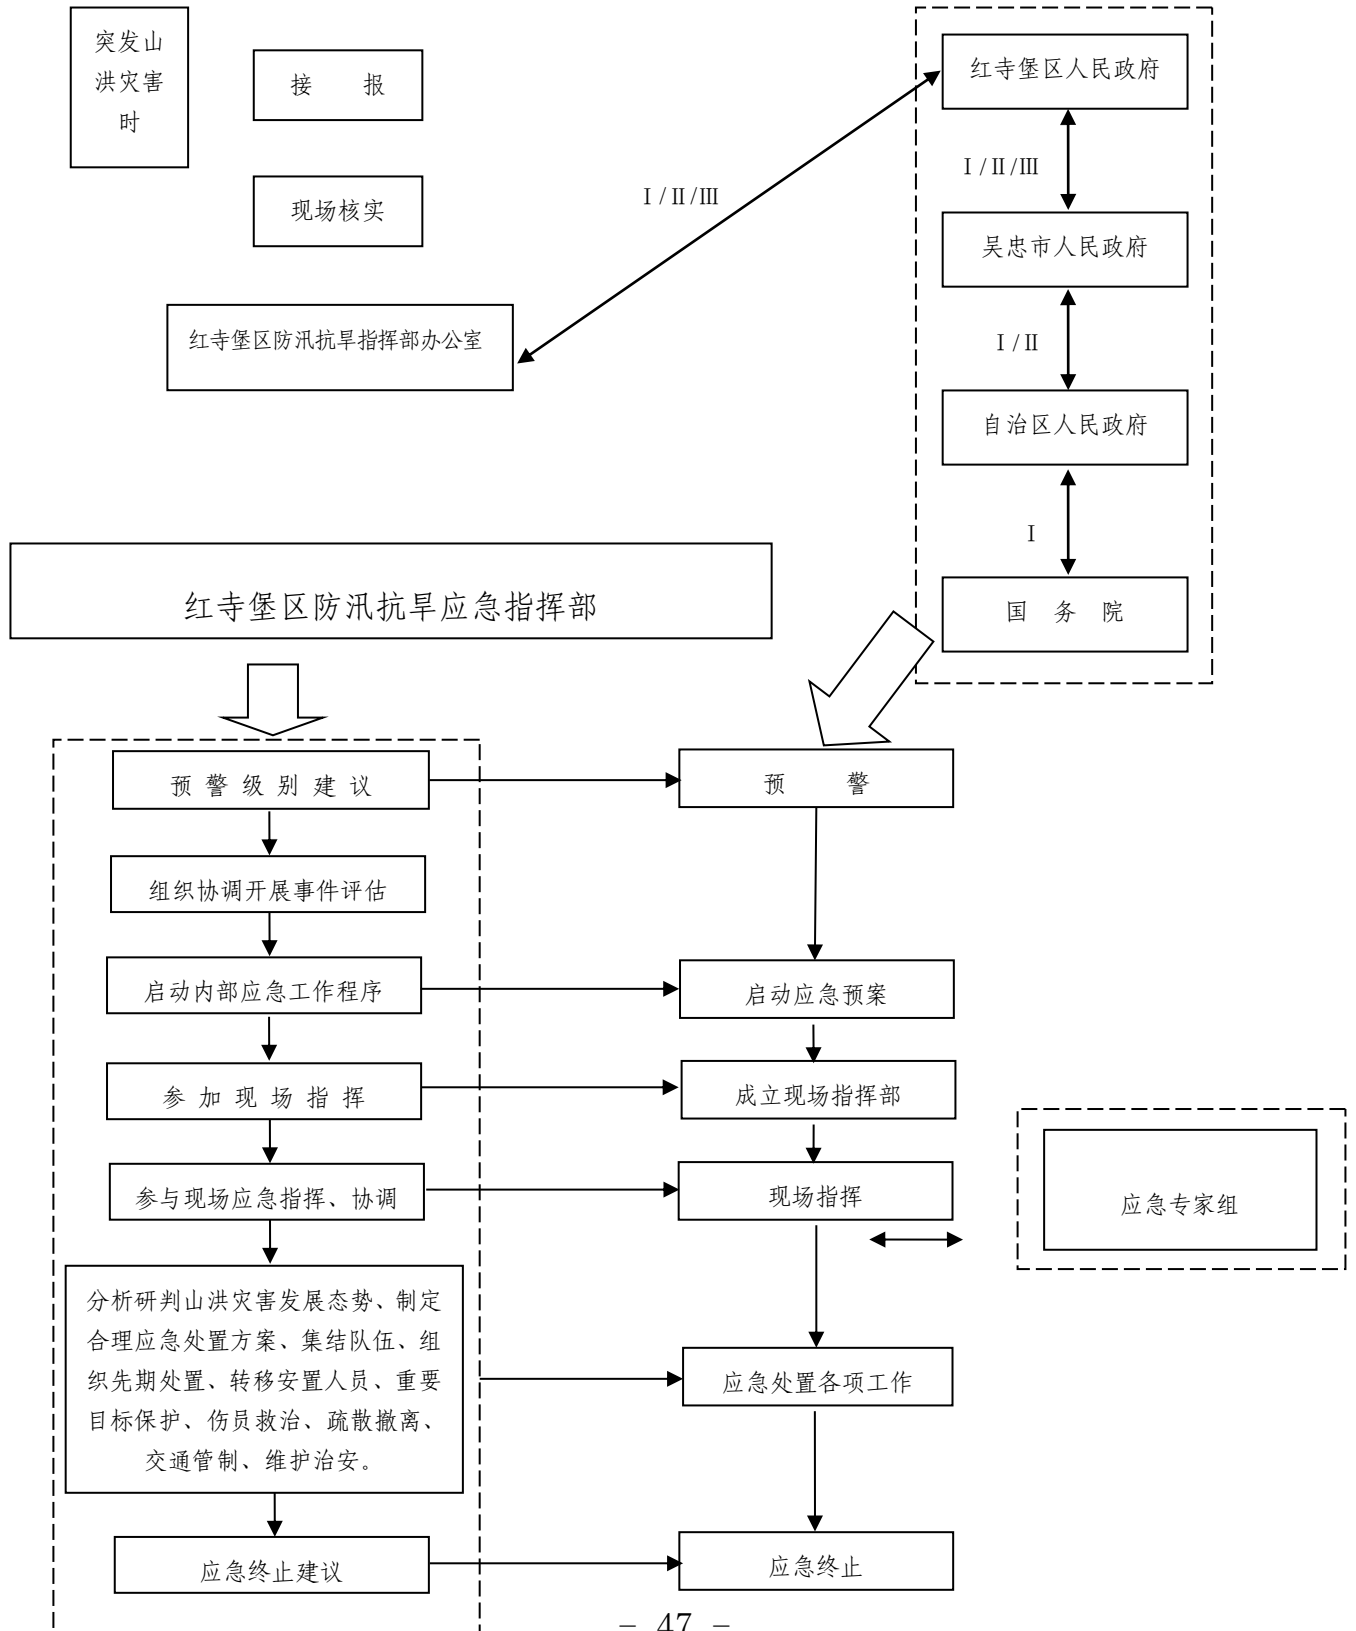 突发山
洪灾害
时
接 报
现场核实
红寺堡区防汛抗旱指挥部办公室
Ⅰ/Ⅱ/Ⅲ
红寺堡区人民政府
Ⅰ/Ⅱ/Ⅲ
吴忠市人民政府
Ⅰ/Ⅱ
自治区人民政府
Ⅰ
国 务 院
红寺堡区防汛抗旱应急指挥部
预 警 级 别 建 议
预 警
组织协调开展事件评估
启动内部应急工作程序
启动应急预案
参 加 现 场 指 挥
成立现场指挥部
参与现场应急指挥、协调
现场指挥
应急专家组
分析研判山洪灾害发展态势、制定
合理应急处置方案、集结队伍、组
织先期处置、转移安置人员、重要
目标保护、伤员救治、疏散撤离、
交通管制、维护治安。
应急处置各项工作
应急终止建议
应急终止
– 47 –